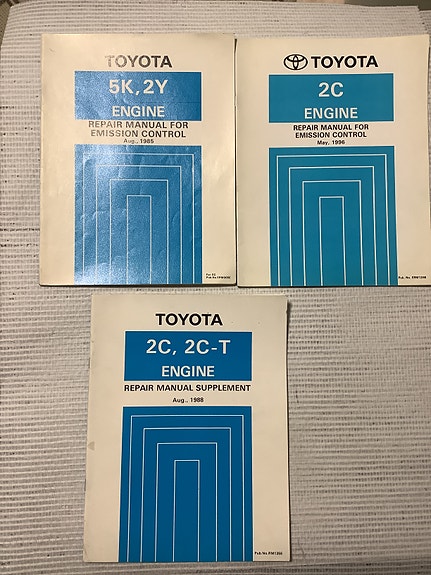 TOYOTA
5K, 2Y
ENGINE
REPAIR MANUAL FOR
EMISSION CONTROL
Aug., 1985
TOYOTA
2C
ENGINE
REPAIR MANUAL FOR
EMISSION CONTROL
May, 1996
TOYOTA
2C, 2C-T
ENGINE
REPAIR MANUAL SUPPLEMENT
Aug., 1988